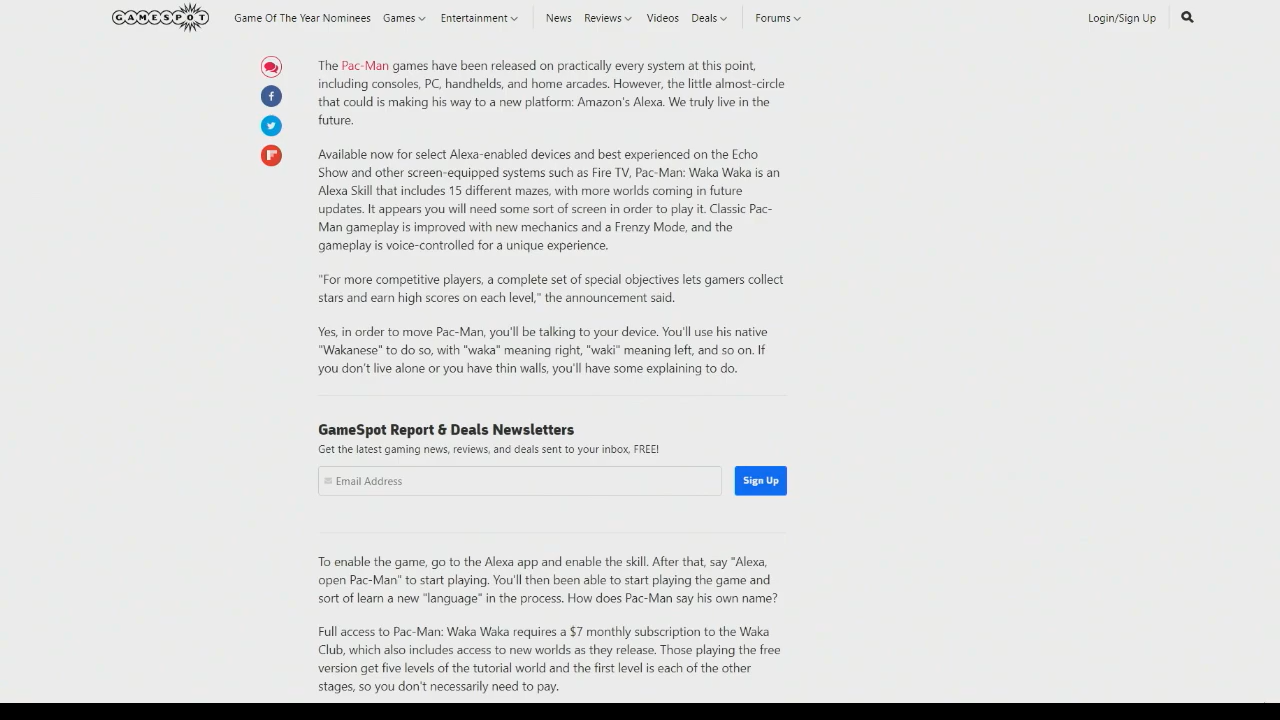 GAMESPOT
Game Of The Year Nominees Games Entertainment News Reviews Videos Deals Forums Login/Sign Up
The Pac-Man games have been released on practically every system at this point,
including consoles, PC, handhelds, and home arcades. However, the little almost-circle
that could is making his way to a new platform: Amazon's Alexa. We truly live in the
future.
Available now for select Alexa-enabled devices and best experienced on the Echo
Show and other screen-equipped systems such as Fire TV, Pac-Man: Waka Waka is an
Alexa Skill that includes 15 different mazes, with more worlds coming in future
updates. It appears you will need some sort of screen in order to play it. Classic Pac-
Man gameplay is improved with new mechanics and a Frenzy Mode, and the
gameplay is voice-controlled for a unique experience.
"For more competitive players, a complete set of special objectives lets gamers collect
stars and earn high scores on each level," the announcement said.
Yes, in order to move Pac-Man, you'll be talking to your device. You'll use his native
"Wakanese" to do so, with "waka" meaning right, "waki" meaning left, and so on. If
you don't live alone or you have thin walls, you'll have some explaining to do.
GameSpot Report & Deals Newsletters
Get the latest gaming news, reviews, and deals sent to your inbox, FREE!
Email Address Sign Up
To enable the game, go to the Alexa app and enable the skill. After that, say "Alexa,
open Pac-Man" to start playing. You'll then been able to start playing the game and
sort of learn a new "language" in the process. How does Pac-Man say his own name?
Full access to Pac-Man: Waka Waka requires a $7 monthly subscription to the Waka
Club, which also includes access to new worlds as they release. Those playing the free
version get five levels of the tutorial world and the first level is each of the other
stages, so you don't necessarily need to pay.